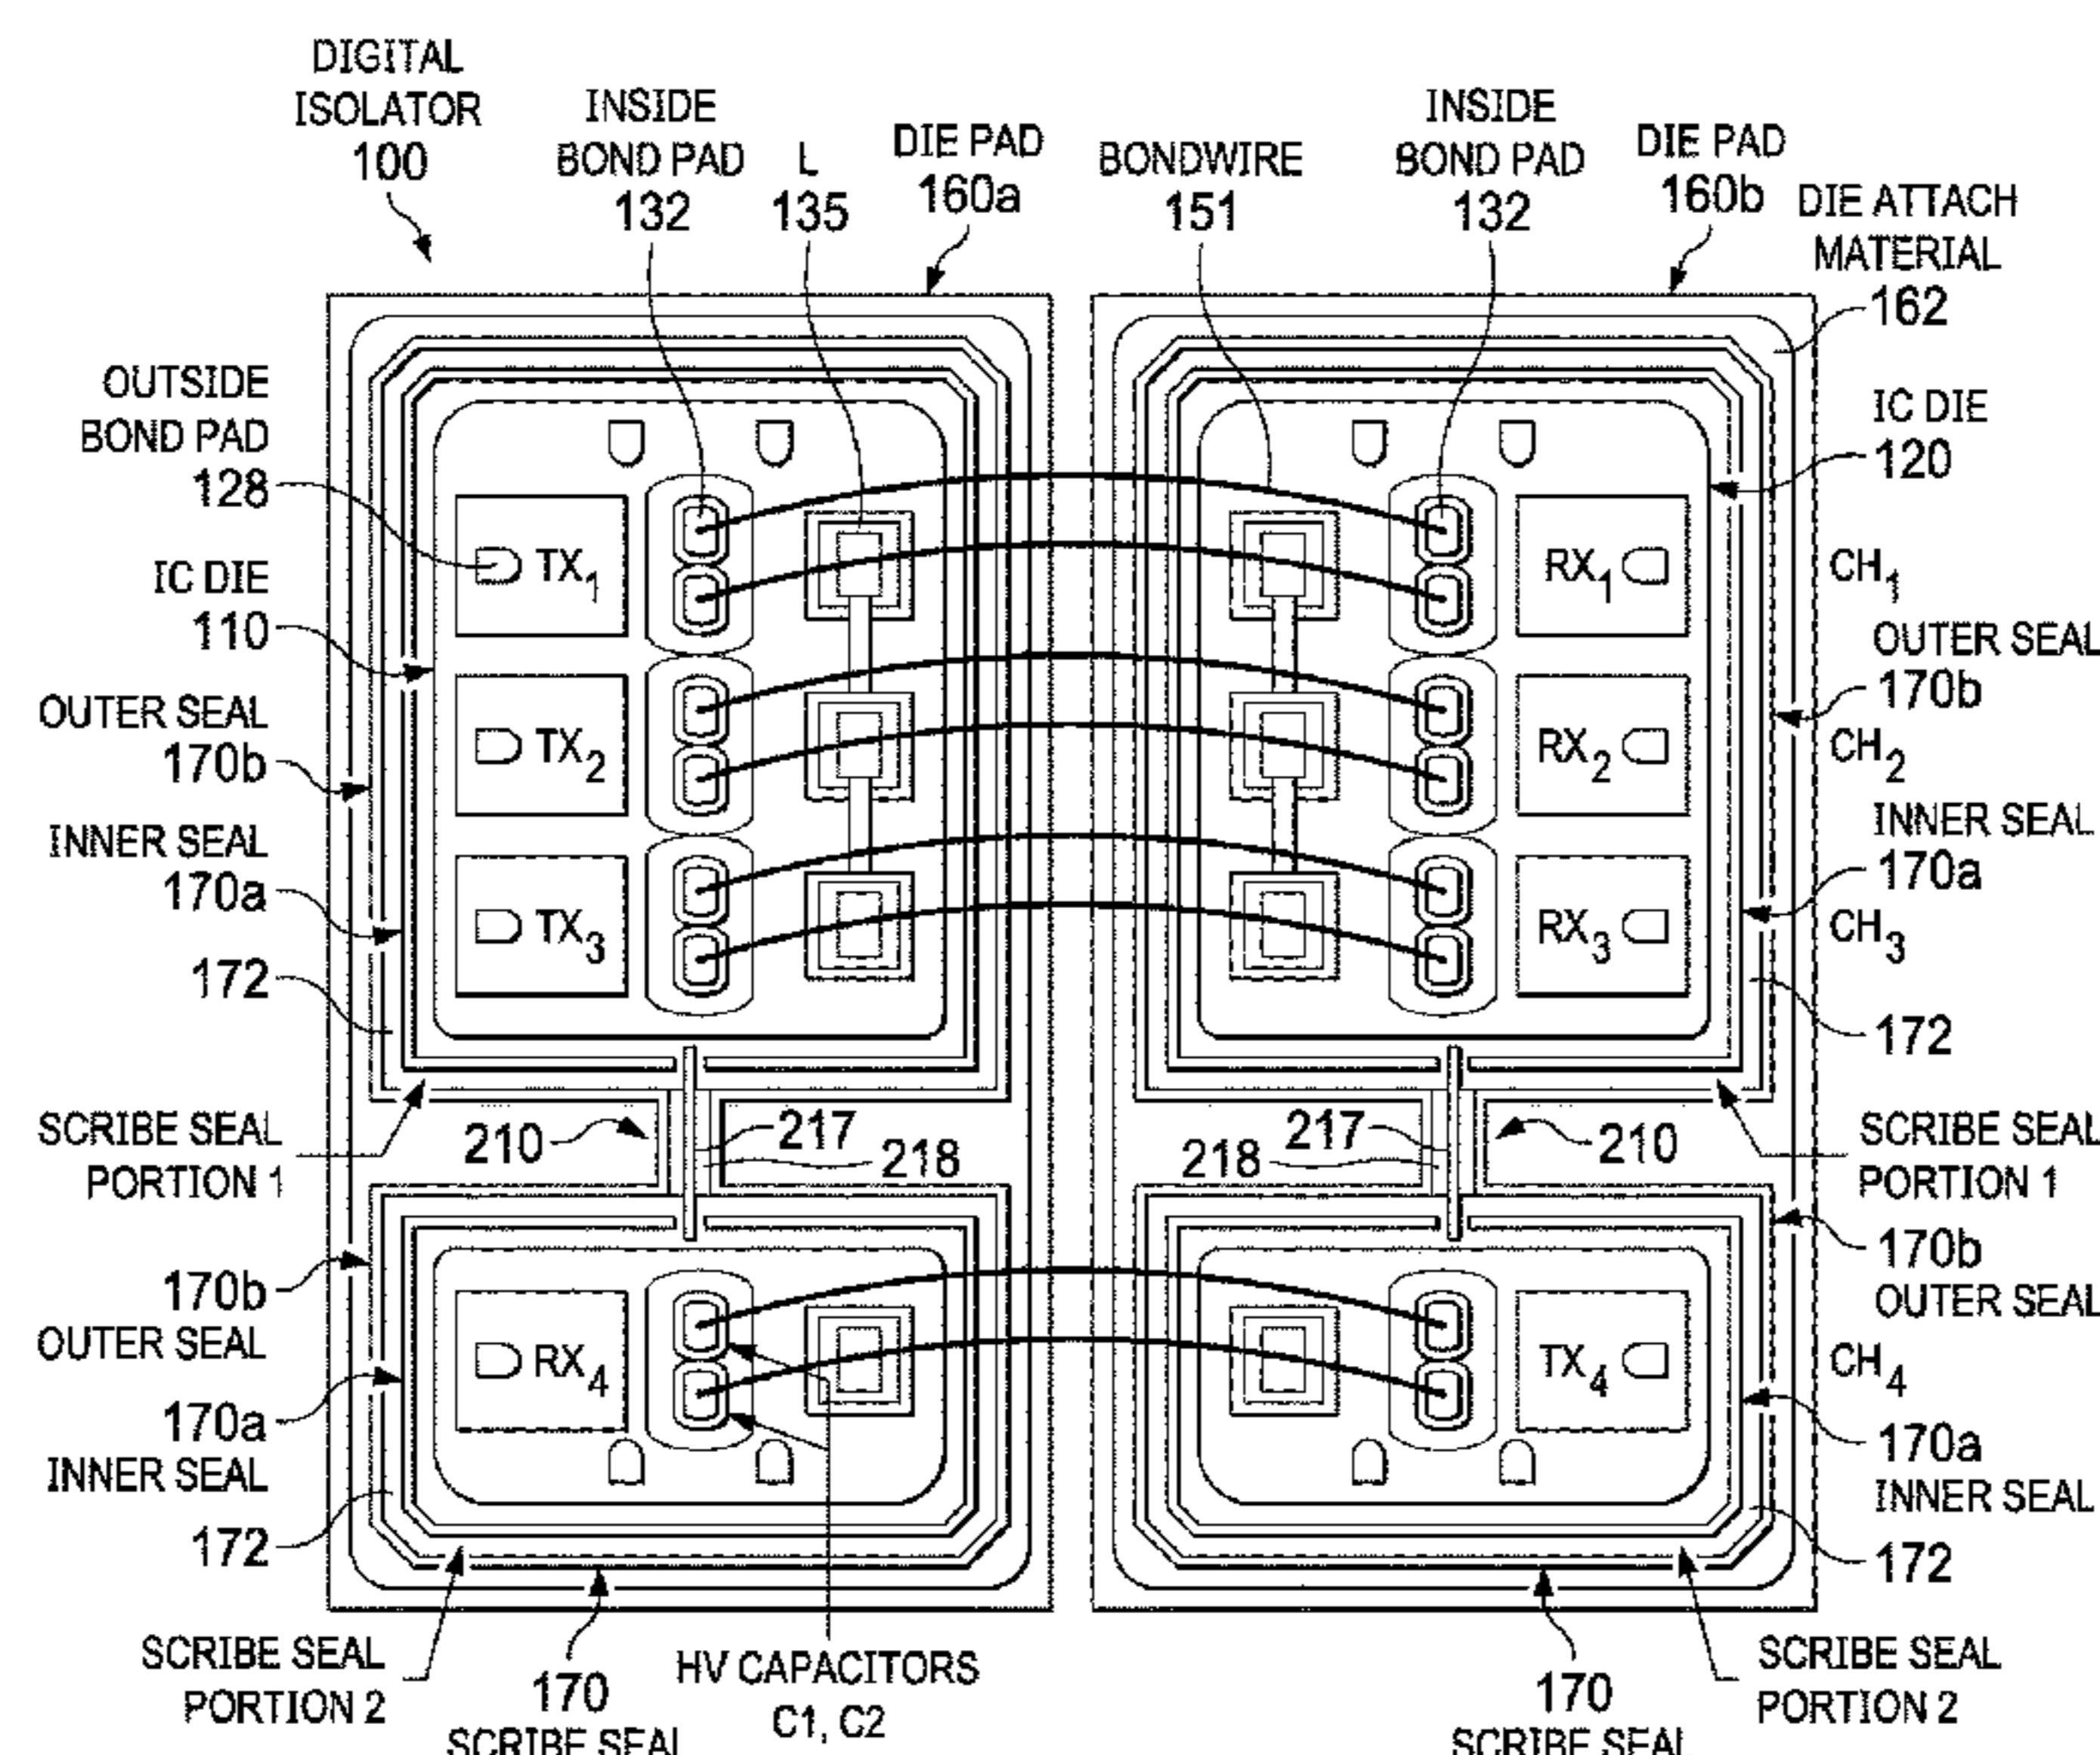 DIGITAL
ISOLATOR
100
INSIDE
BOND PAD
132
L
135
DIE PAD
160a
BONDWIRE
151
INSIDE
BOND PAD
132
DIE PAD
160b
DIE ATTACH
MATERIAL
162
OUTSIDE
BOND PAD
128
IC DIE
110
OUTER SEAL
170b
INNER SEAL
170a
172
SCRIBE SEAL
PORTION 1
TX1
TX2
TX3
RX1
RX2
RX3
IC DIE
120
CH1
OUTER SEAL
170b
CH2
INNER SEAL
170a
CH3
172
SCRIBE SEAL
PORTION 1
210
217
218
217
218
210
170b
OUTER SEAL
170a
INNER SEAL
172
RX4
TX4
170b
OUTER SEAL
CH4
170a
INNER SEAL
172
SCRIBE SEAL
PORTION 2
170
SCRIBE SEAL
HV CAPACITORS
C1, C2
170
SCRIBE SEAL
SCRIBE SEAL
PORTION 2